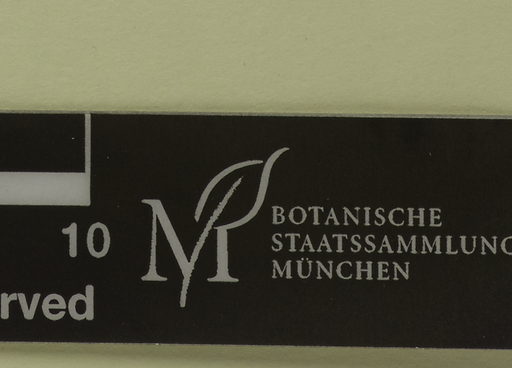 10
rved
BOTANISCHE
STAATSSAMMLUNG
MÜNCHEN